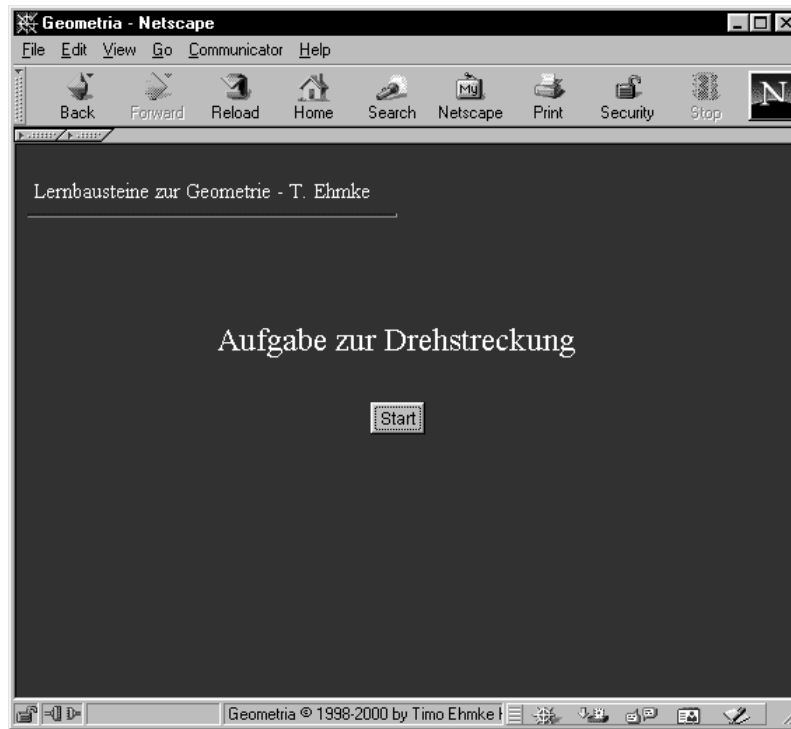 Geometria - Netscape
File Edit View Go Communicator Help
My
N
Back Forward Reload Home Search Netscape Print Security Stop
Lernbausteine zur Geometrie - T. Ehmke
Aufgabe zur Drehstreckung
Start
Geometria © 1998-2000 by Timo Ehmke